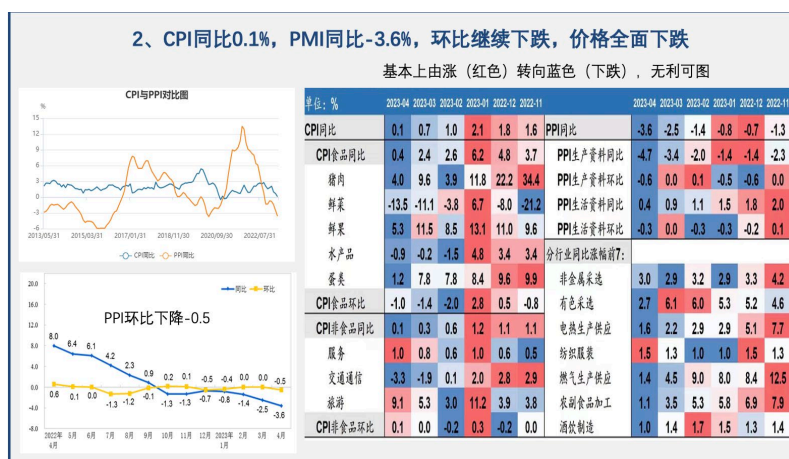 2、CPI同比0.1%，PMI同比-3.6%，环比继续下跌，价格全面下跌
基本上由涨（红色）转向蓝色（下跌），无利可图
CPI与PPI对比图
%
15
12
9
6
3
0
-3
-6
2013/05/31 2015/03/31 2017/01/31 2018/11/30 2020/09/30 2022/07/31
CPI同比 PPI同比
同比 环比
PPI环比下降-0.5
20.0
16.0
12.0
8.0
4.0
0.0
-4.0
-8.0
8.0 6.4 6.1 4.2 2.3 0.9 -1.3 -1.3 -0.7 -0.8 -1.4 -2.5 -3.6
0.6 0.1 0.0 -1.3 -1.2 -0.1 0.2 0.1 -0.5 -0.4 0.0 0.0 -0.5
2022年4月 5月 6月 7月 8月 9月 10月 11月 12月 2023年1月 2月 3月 4月
单位：% 2023-04 2023-03 2023-02 2023-01 2022-12 2022-11
CPI同比 0.1 0.7 1.0 2.1 1.8 1.6
CPI食品同比 0.4 2.4 2.6 6.2 4.8 3.7
猪肉 4.0 9.6 3.9 11.8 22.2 34.4
鲜菜 -13.5 -11.1 -3.8 6.7 -8.0 -21.2
鲜果 5.3 11.5 8.5 13.1 11.0 9.6
水产品 -0.9 -0.2 -1.5 4.8 3.4 3.4
蛋类 1.2 7.8 7.8 8.4 9.6 9.9
CPI食品环比 -1.0 -1.4 -2.0 2.8 0.5 -0.8
CPI非食品同比 0.1 0.3 0.6 1.2 1.1 1.1
服务 1.0 0.8 0.6 1.0 0.6 0.5
交通通信 -3.3 -1.9 0.1 2.0 2.8 2.9
旅游 9.1 5.3 3.0 11.2 3.9 3.8
CPI非食品环比 0.1 0.0 -0.2 0.3 -0.2 0.0
2023-04 2023-03 2023-02 2023-01 2022-12 2022-11
PPI同比 -3.6 -2.5 -1.4 -0.8 -0.7 -1.3
PPI生产资料同比 -4.7 -3.4 -2.0 -1.4 -1.4 -2.3
PPI生产资料环比 -0.6 0.0 0.1 -0.5 -0.6 0.0
PPI生活资料同比 0.4 0.9 1.1 1.5 1.8 2.0
PPI生活资料环比 -0.3 0.0 -0.3 -0.3 -0.2 0.1
分行业同比涨幅前7：
非金属采选 3.0 2.9 3.2 2.9 3.3 4.2
有色采选 2.7 6.1 6.0 5.3 5.2 4.6
电热生产供应 1.6 2.2 2.9 2.9 5.1 7.7
纺织服装 1.5 1.3 1.0 1.0 1.5 1.3
燃气生产供应 1.4 4.5 9.0 8.0 8.4 12.5
农副食品加工 1.1 3.5 5.3 5.8 6.9 7.9
酒饮制造 1.0 1.4 1.7 1.5 1.3 1.4